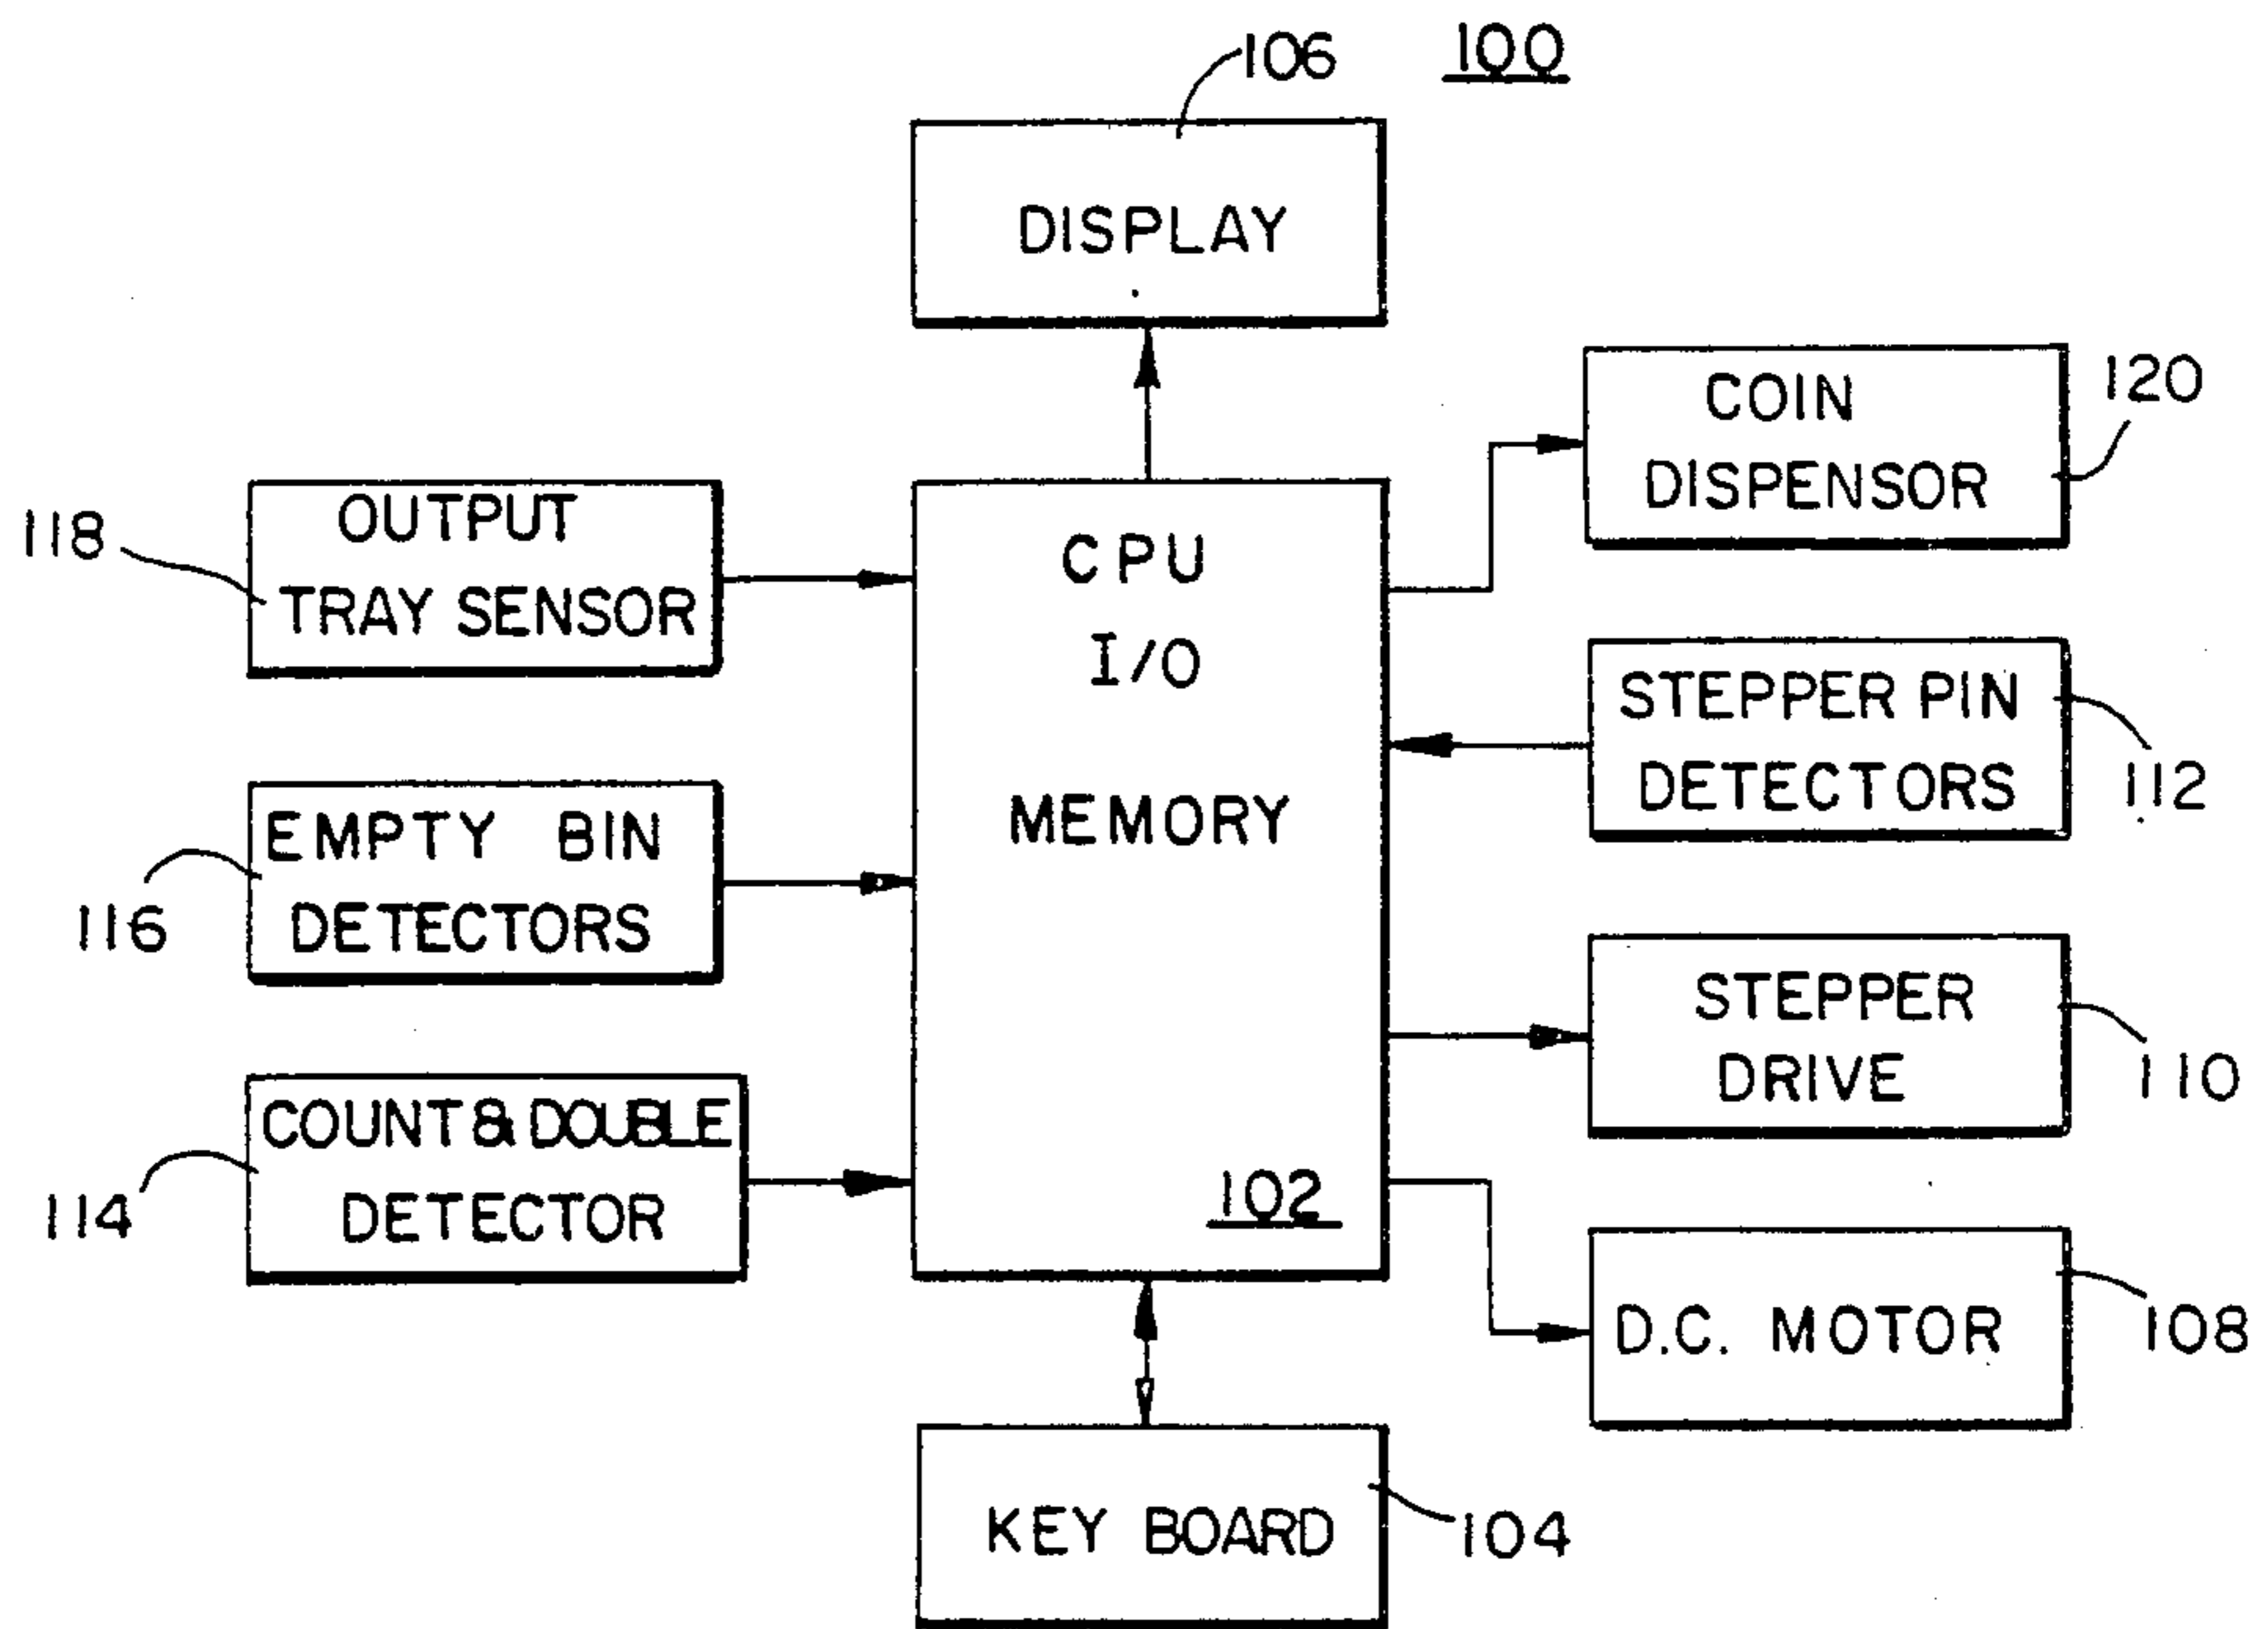 106
100
DISPLAY
COIN
DISPENSOR
120
OUTPUT
TRAY SENSOR
118
CPU
I/O
MEMORY
102
STEPPER PIN
DETECTORS
112
EMPTY BIN
DETECTORS
116
STEPPER
DRIVE
110
COUNT & DOUBLE
DETECTOR
114
D.C. MOTOR
108
KEY BOARD
104